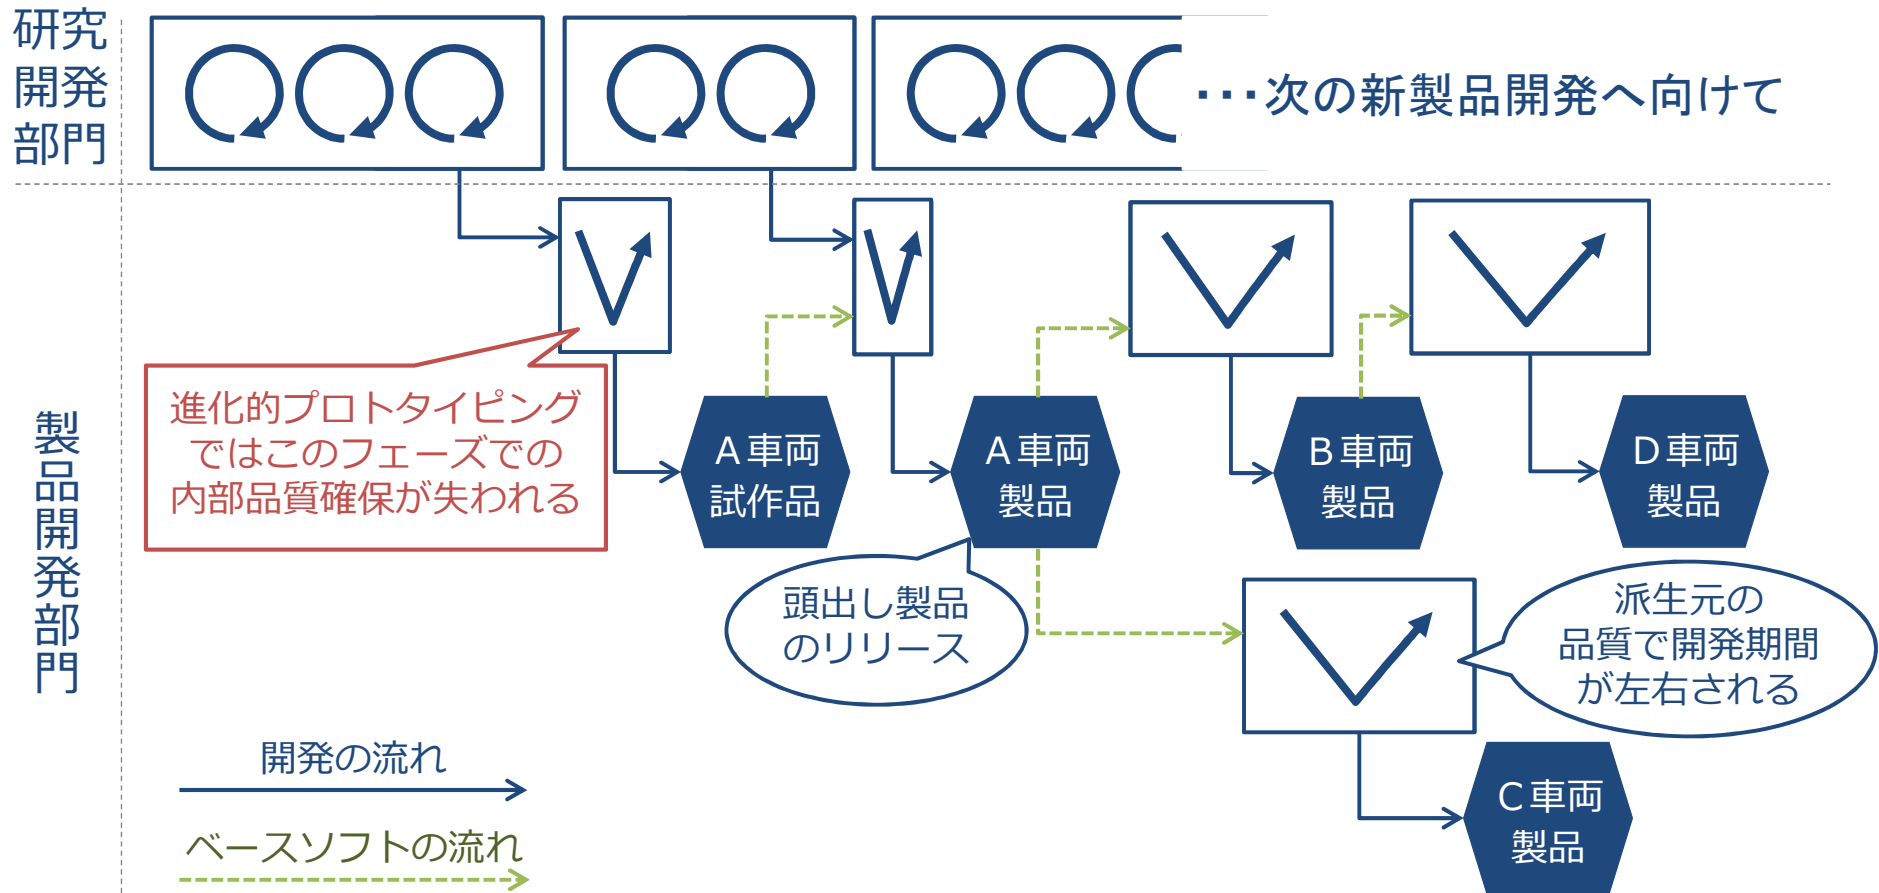 研究
開発
部門
・・・次の新製品開発へ向けて
製品開発部門
進化的プロトタイピング
ではこのフェーズでの
内部品質確保が失われる
Ａ車両
試作品
Ａ車両
製品
Ｂ車両
製品
Ｄ車両
製品
頭出し製品
のリリース
派生元の
品質で開発期間
が左右される
Ｃ車両
製品
開発の流れ
ベースソフトの流れ